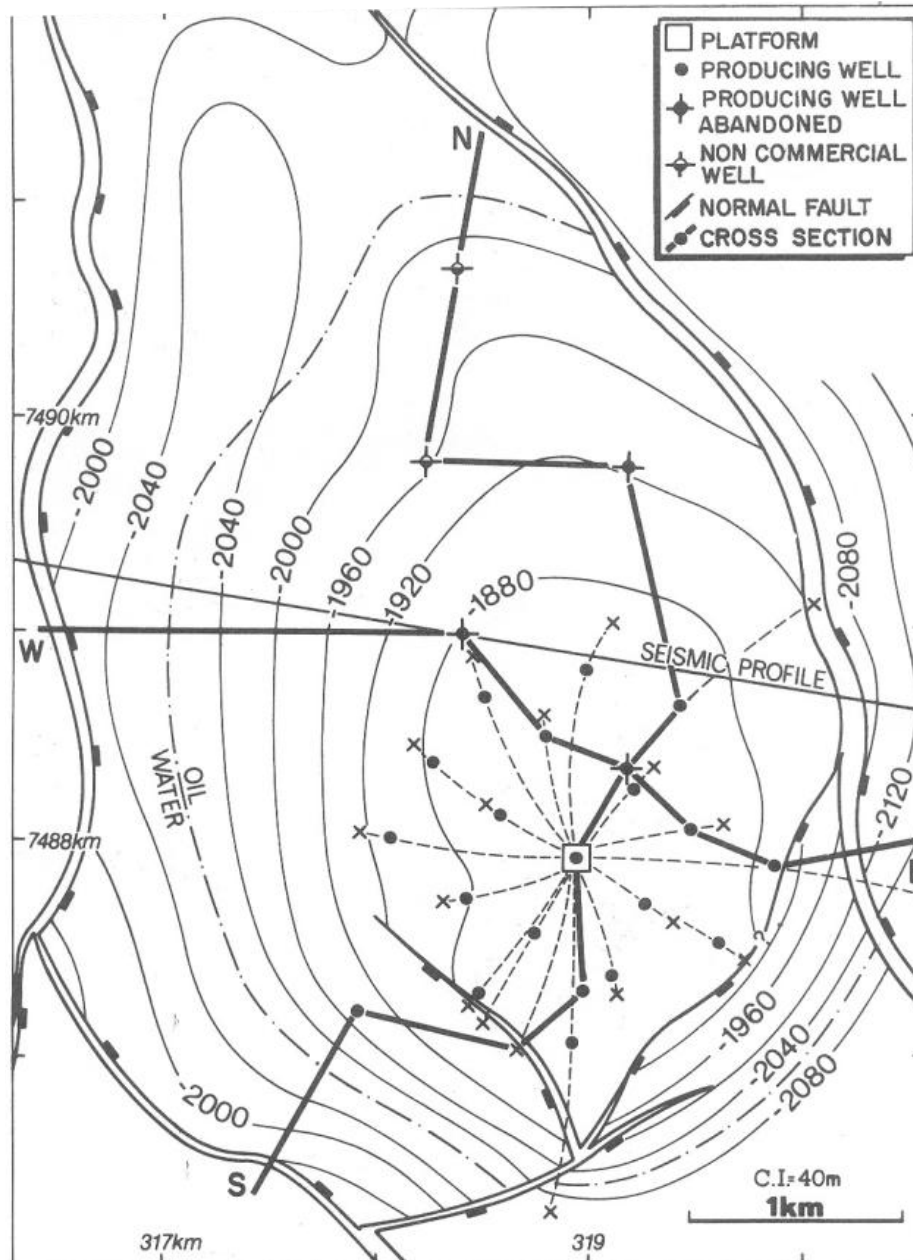 PLATFORM
PRODUCING WELL
PRODUCING WELL
ABANDONED
NON COMMERCIAL
WELL
NORMAL FAULT
CROSS SECTION
N
7490km
-2000
-2040
-2040
-2000
-1960
-1920
-1880
-2080
W
SEISMIC PROFILE
OIL
WATER
-2120
7488km
?
-1960
-2040
-2080
-2000
S
C.I.=40m
1km
317km
319